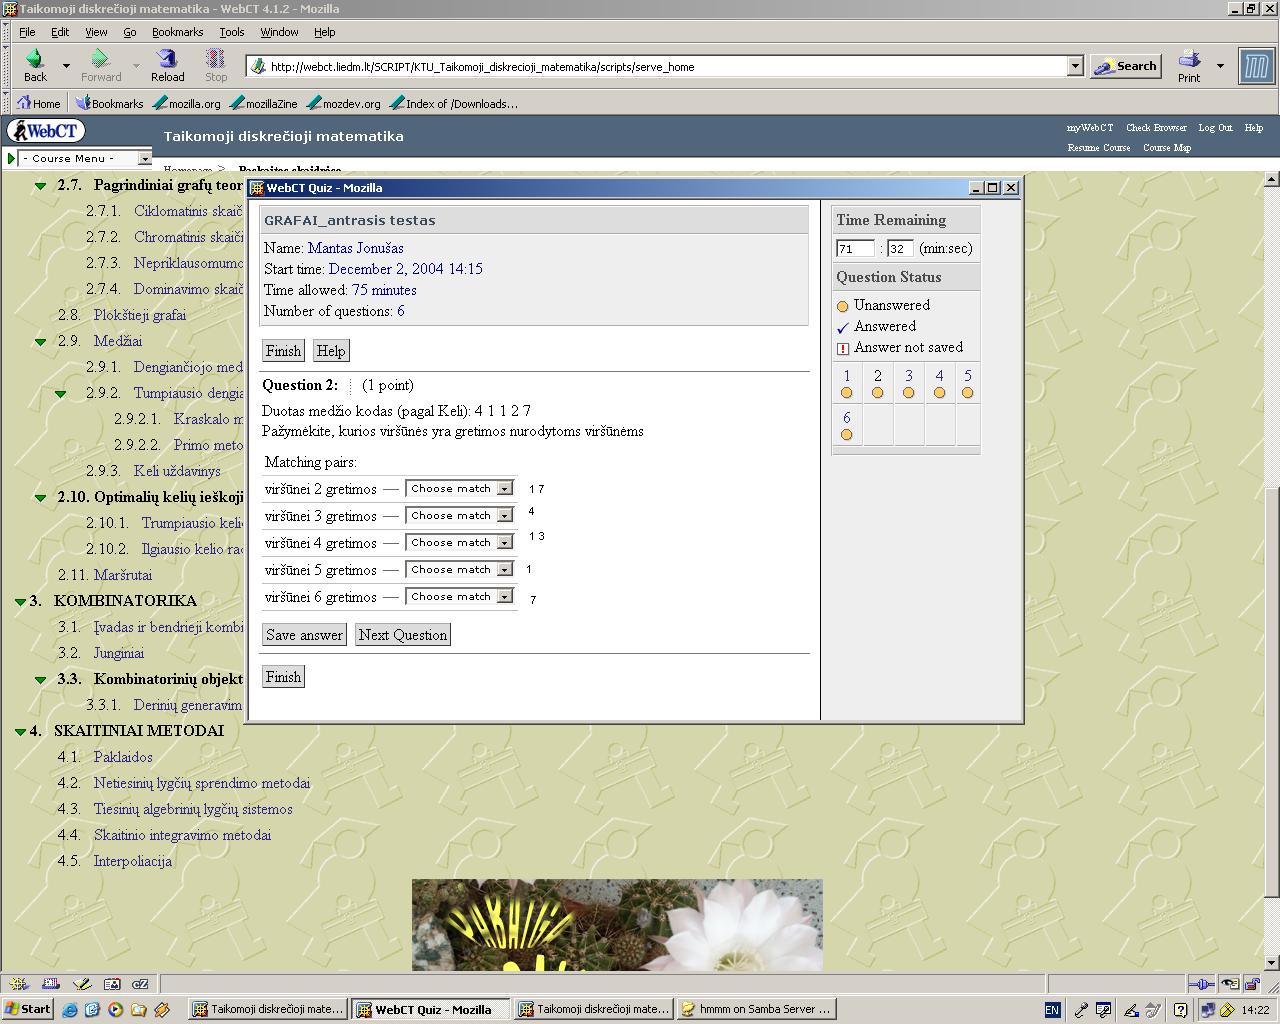 Taikomoji diskrečioji matematika - WebCT 4.1.2 - Mozilla
File Edit View Go Bookmarks Tools Window Help
Back Forward Reload Stop http://webct.liedm.lt/SCRIPT/KTU_Taikomoji_diskrecioji_matematika/scripts/serve_home Search Print
Home Bookmarks mozilla.org mozillaZine mozdev.org Index of /Downloads...
WebCT Taikomoji diskrečioji matematika myWebCT Check Browser Log Out Help
Resume Course Course Map
- Course Menu - Homepage > Paskaitos skaidrėse
2.7. Pagrindiniai grafų teor
2.7.1. Ciklomatinis skaič
2.7.2. Chromatinis skaiči
2.7.3. Nepriklausomumo
2.7.4. Dominavimo skaič
2.8. Plokštieji grafai
2.9. Medžiai
2.9.1. Dengiančiojo med
2.9.2. Tumpiausio dengia
2.9.2.1. Kraskalo m
2.9.2.2. Primo meto
2.9.3. Keli uždavinys
2.10. Optimalių kelių ieškoji
2.10.1. Trumpiausio keli
2.10.2. Ilgiausio kelio rac
2.11. Maršrutai
3. KOMBINATORIKA
3.1. Įvadas ir bendrieji kombi
3.2. Junginiai
3.3. Kombinatorinių objekt
3.3.1. Derinių generavim
4. SKAITINIAI METODAI
4.1. Paklaidos
4.2. Netiesinių lygčių sprendimo metodai
4.3. Tiesinių algebrinių lygčių sistemos
4.4. Skaitinio integravimo metodai
4.5. Interpoliacija
WebCT Quiz - Mozilla
GRAFAI_antrasis testas
Name: Mantas Jonušas
Start time: December 2, 2004 14:15
Time allowed: 75 minutes
Number of questions: 6
Finish Help
Question 2: (1 point)
Duotas medžio kodas (pagal Keli): 4 1 1 2 7
Pažymėkite, kurios viršūnės yra gretimos nurodytoms viršūnėms
Matching pairs:
viršūnei 2 gretimos — Choose match 1 7
viršūnei 3 gretimos — Choose match 4
viršūnei 4 gretimos — Choose match 1 3
viršūnei 5 gretimos — Choose match 1
viršūnei 6 gretimos — Choose match 7
Save answer Next Question
Finish
Time Remaining
71 : 32 (min:sec)
Question Status
Unanswered
Answered
Answer not saved
1 2 3 4 5
6
Start Taikomoji diskrečioji mate... WebCT Quiz - Mozilla Taikomoji diskrečioji mate... hmmm on Samba Server ... EN 14:22